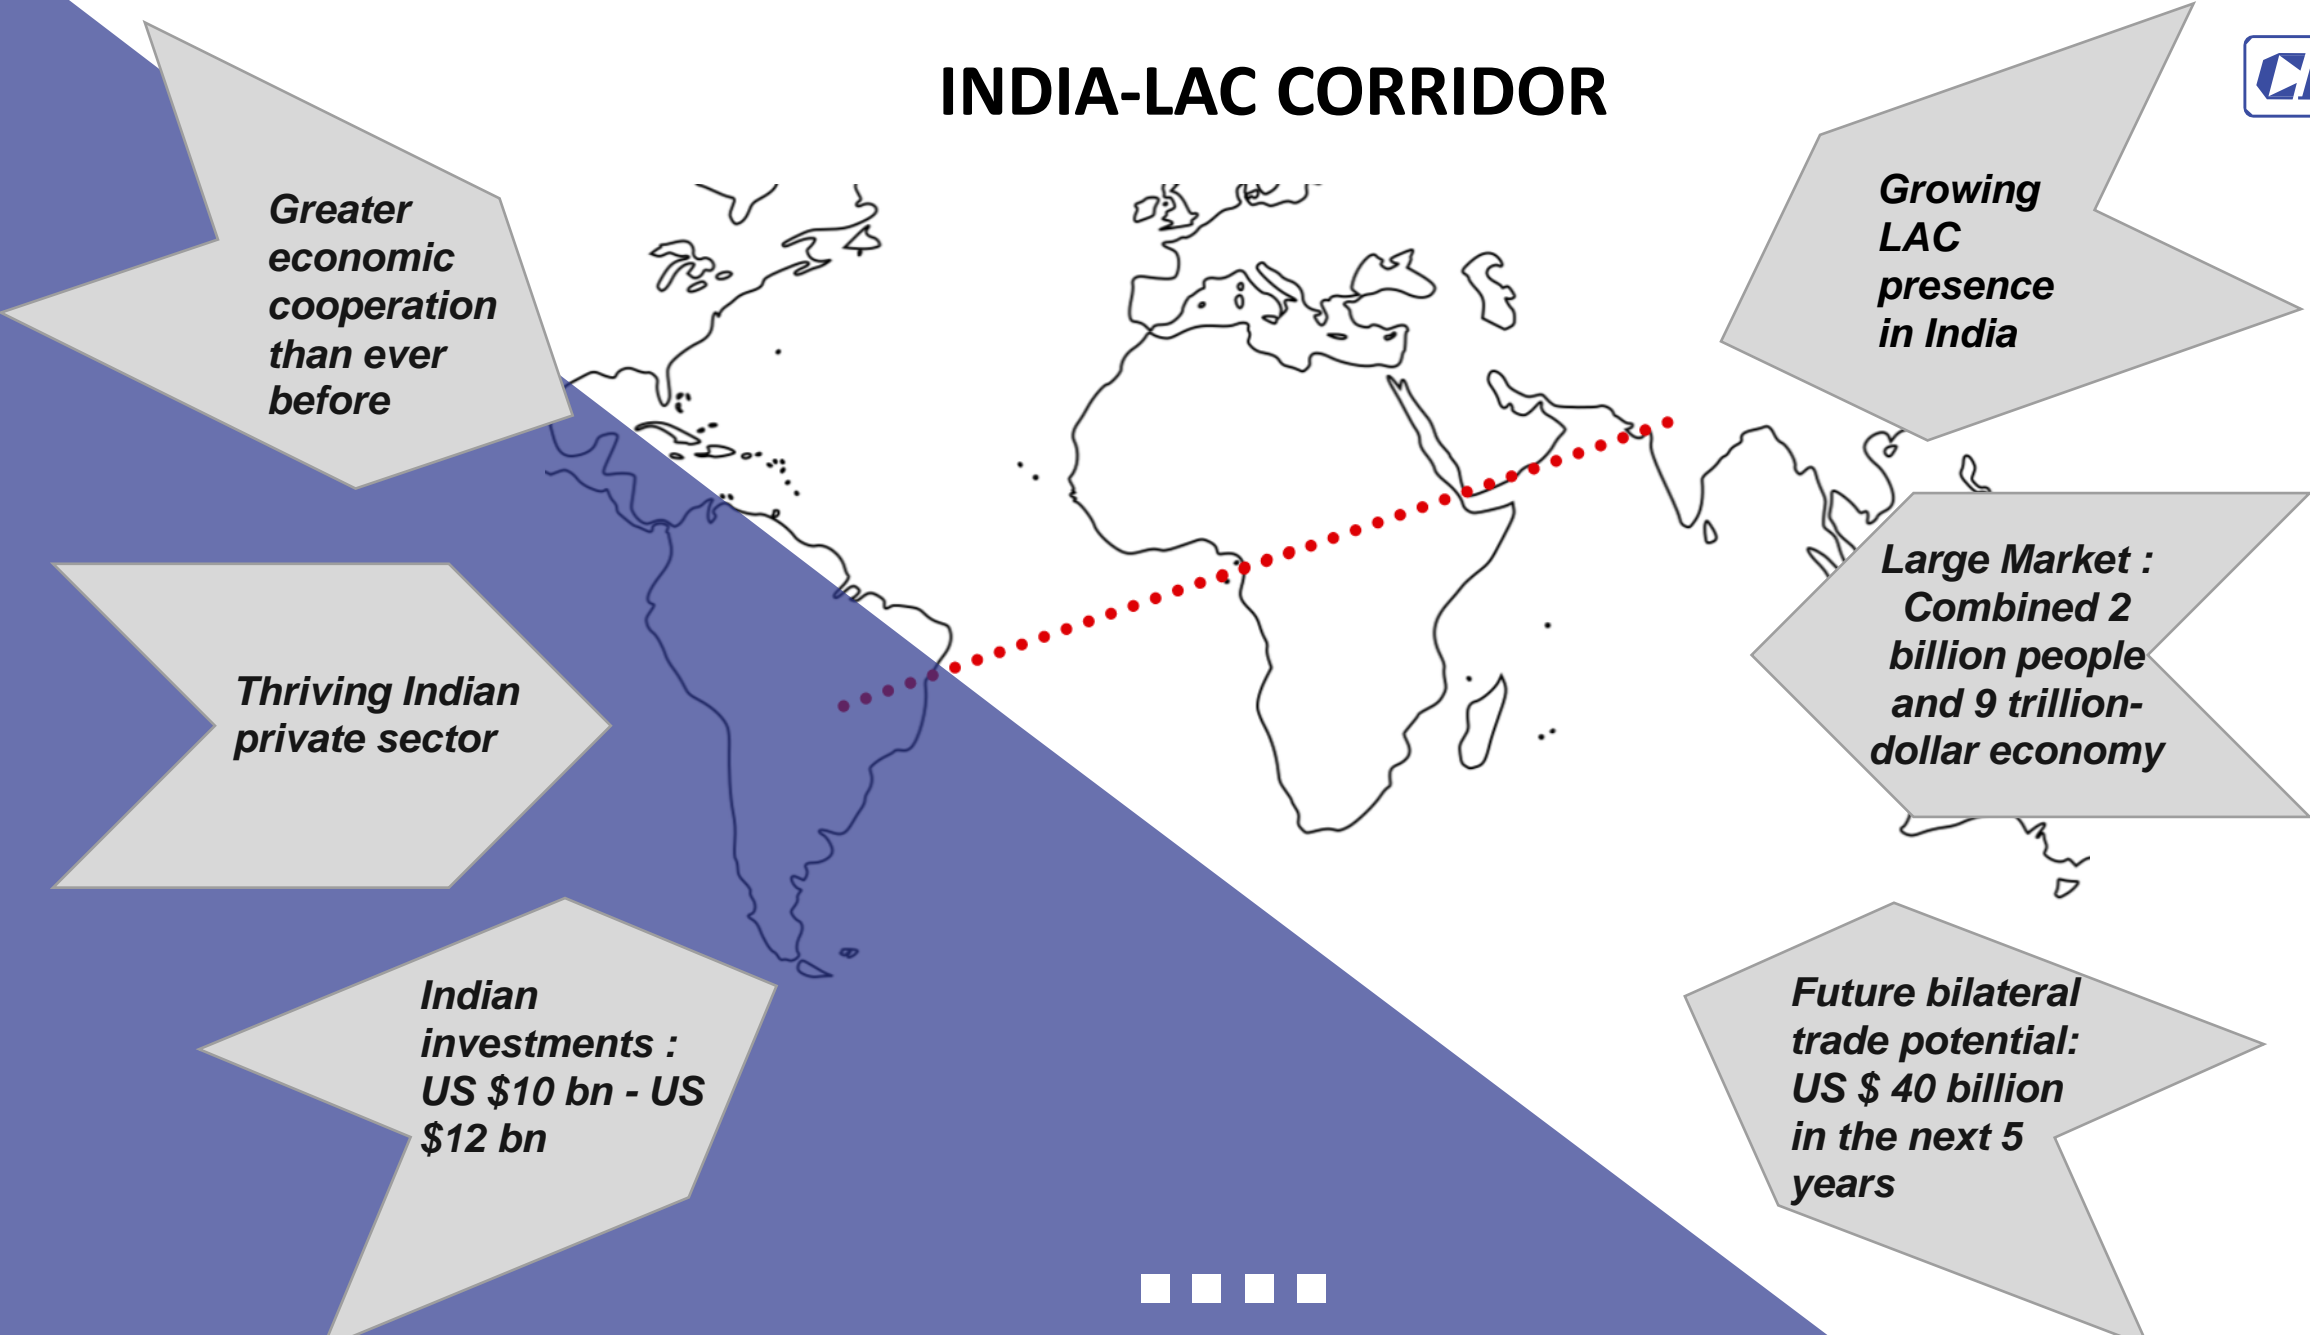 INDIA-LAC CORRIDOR
Greater
economic
cooperation
than ever
before
Growing
LAC
presence
in India
Thriving Indian
private sector
Large Market :
Combined 2
billion people
and 9 trillion-
dollar economy
Indian
investments :
US $10 bn - US
$12 bn
Future bilateral
trade potential:
US $ 40 billion
in the next 5
years